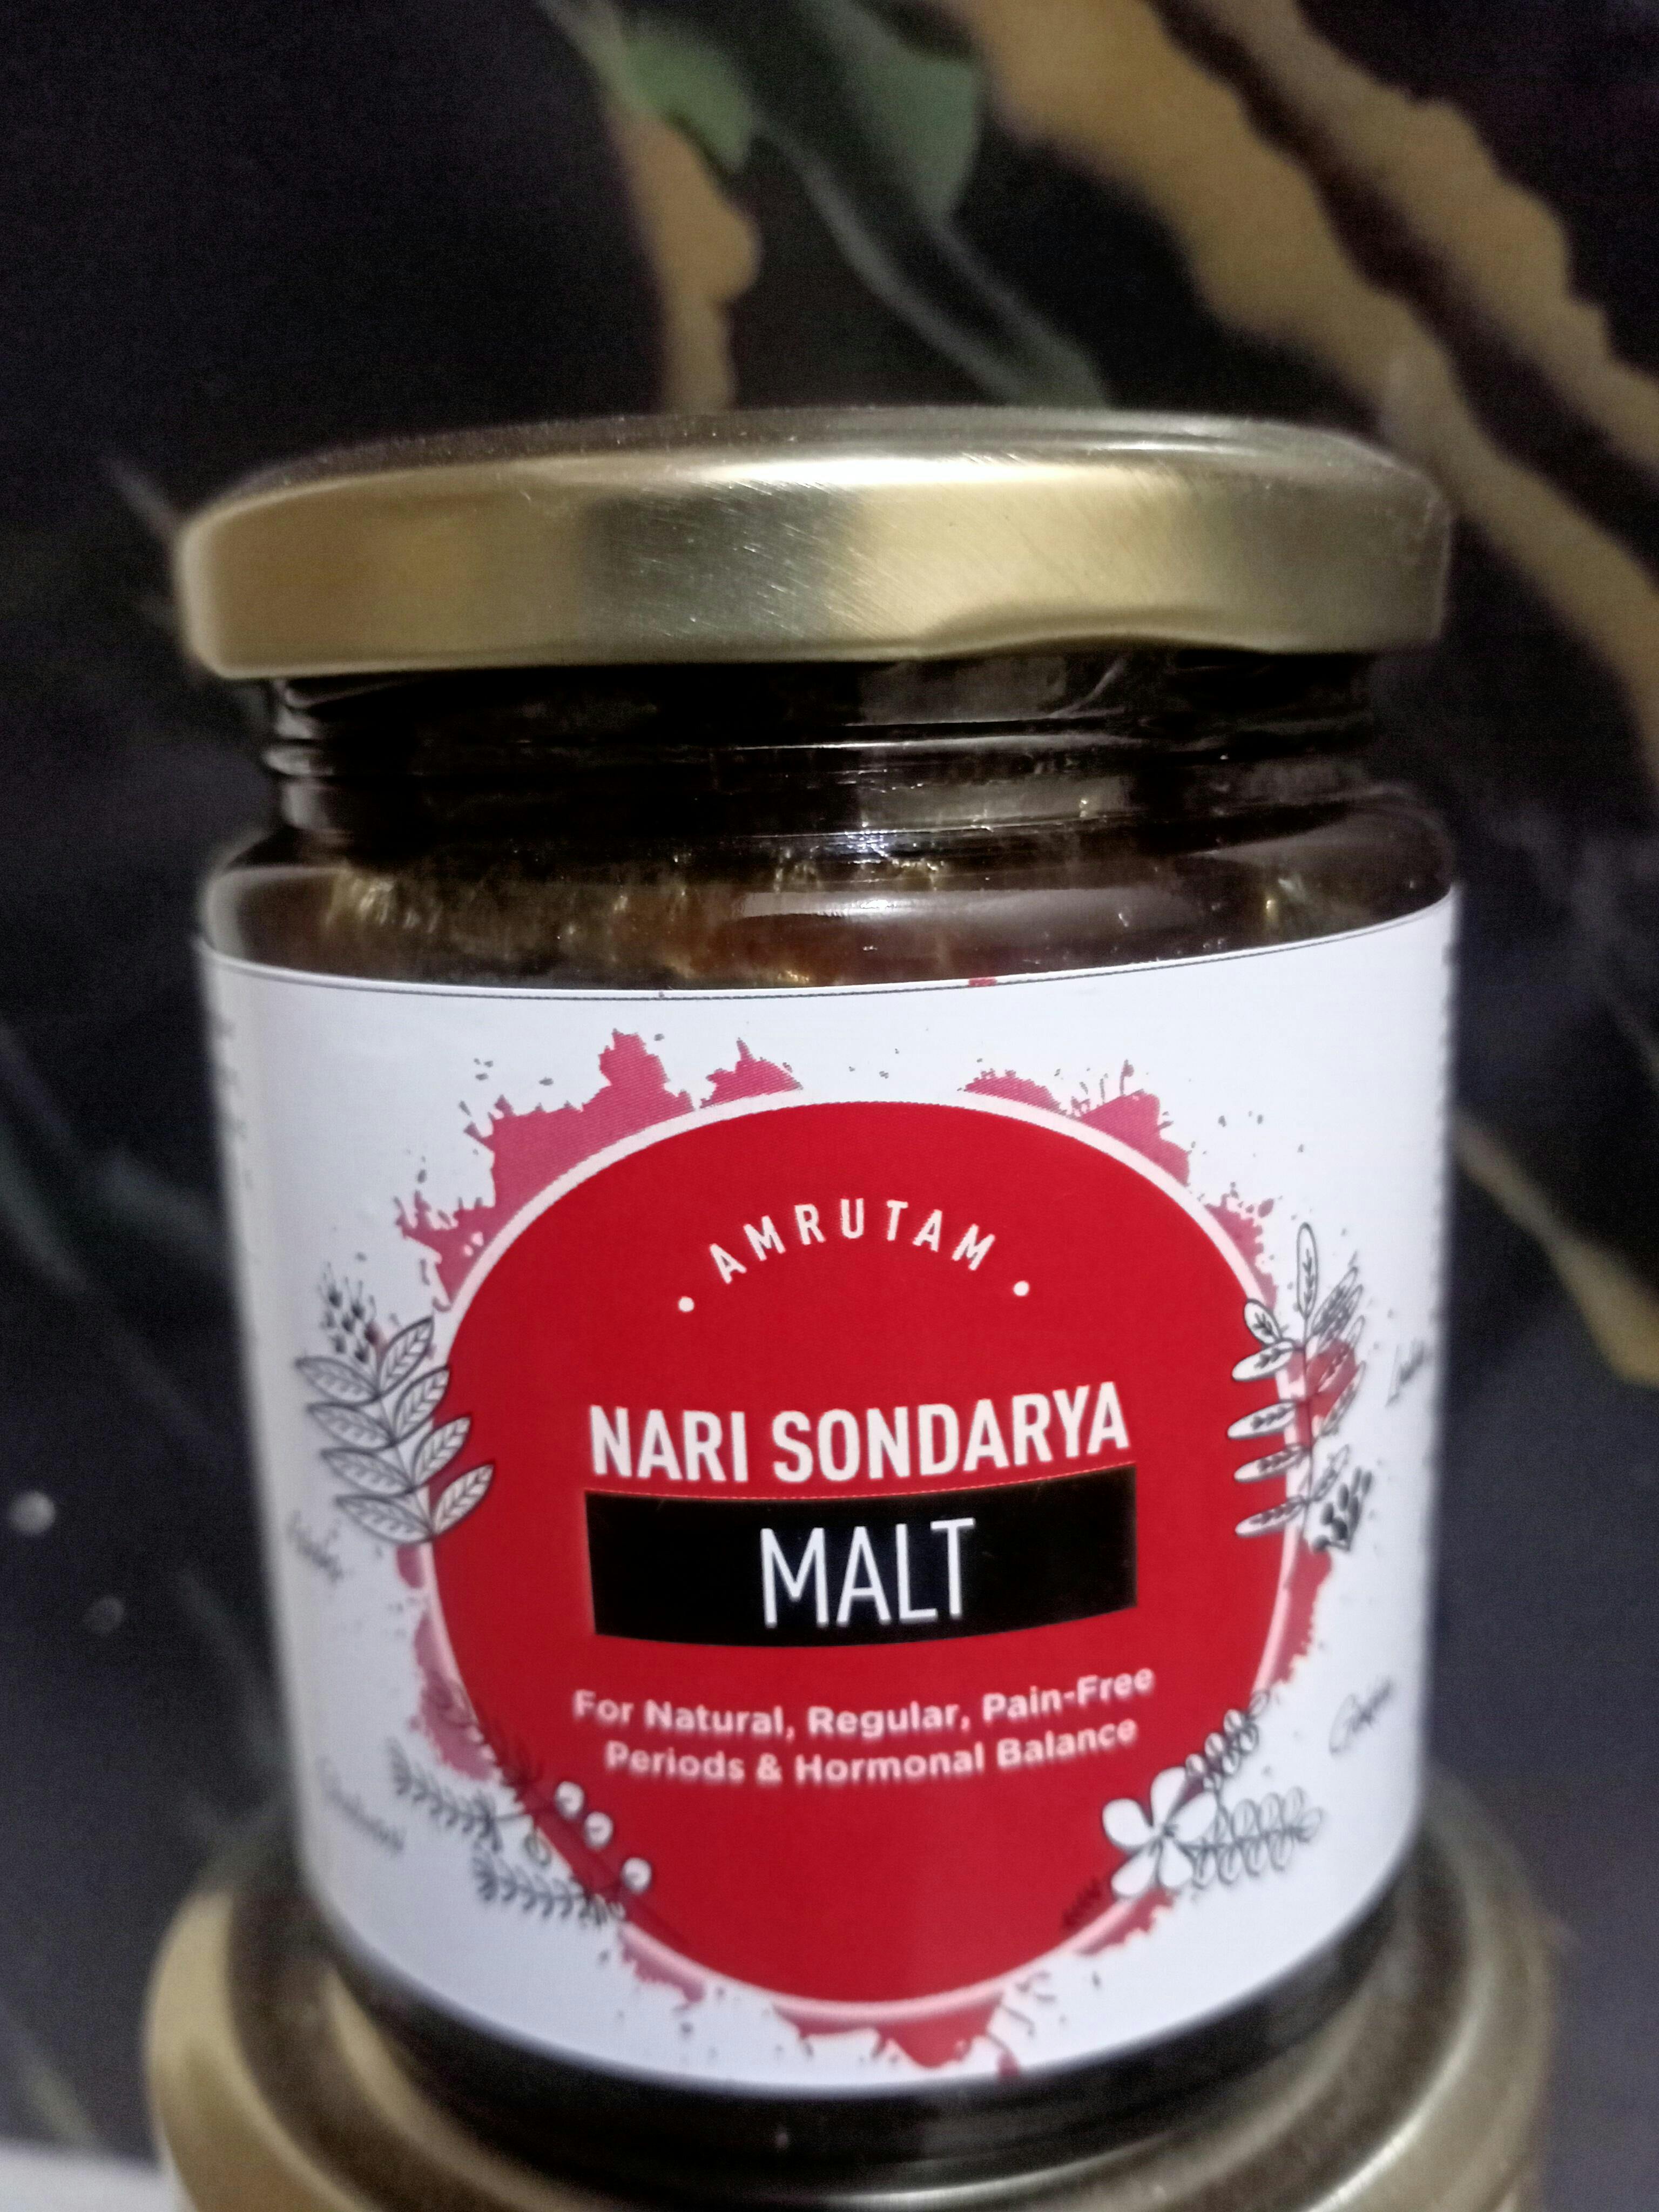 AMRUTAM
NARI SONDARYA
MALT
For Natural, Regular, Pain-Free
Periods & Hormonal Balance